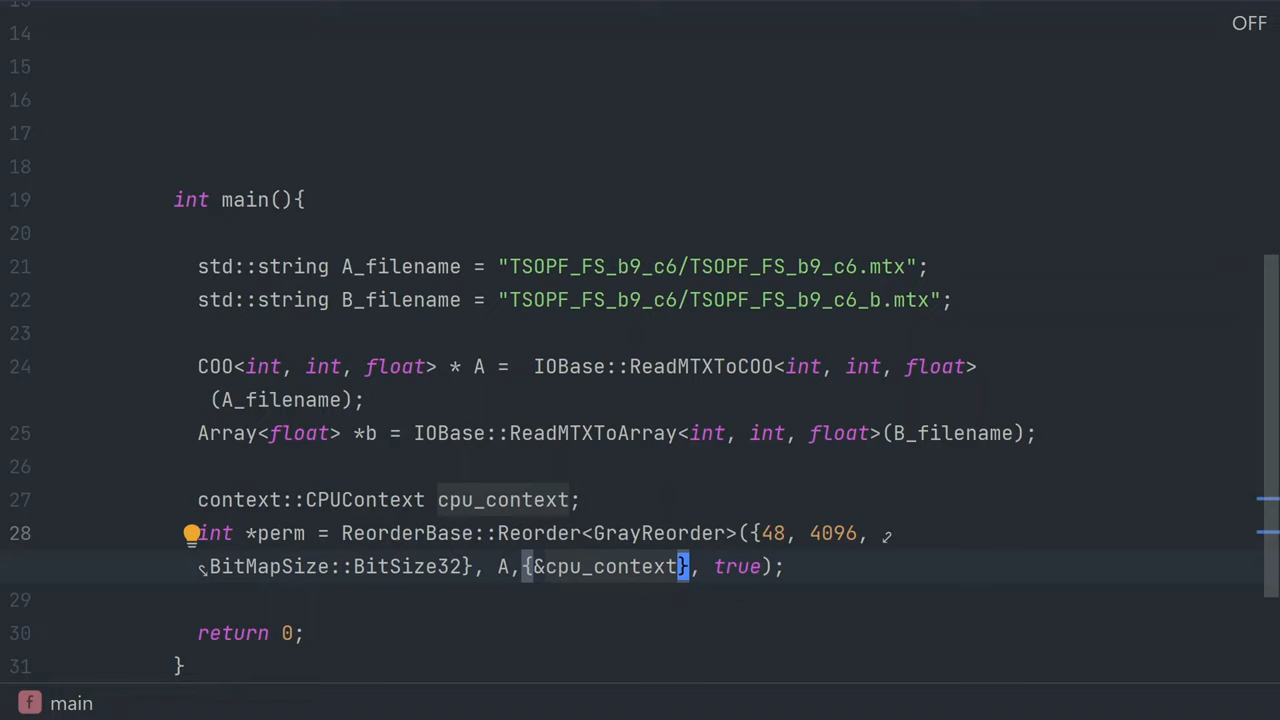 13
OFF
14
15
16
17
18
19 int main(){
20
21 std::string A_filename = "TSOPF_FS_b9_c6/TSOPF_FS_b9_c6.mtx";
22 std::string B_filename = "TSOPF_FS_b9_c6/TSOPF_FS_b9_c6_b.mtx";
23
24 COO<int, int, float> * A =  IOBase::ReadMTXToCOO<int, int, float>
(A_filename);
25 Array<float> *b = IOBase::ReadMTXToArray<int, int, float>(B_filename);
26
27 context::CPUContext cpu_context;
28 int *perm = ReorderBase::Reorder<GrayReorder>({48, 4096,
BitMapSize::BitSize32}, A,{&cpu_context}, true);
29
30 return 0;
31 }
f main